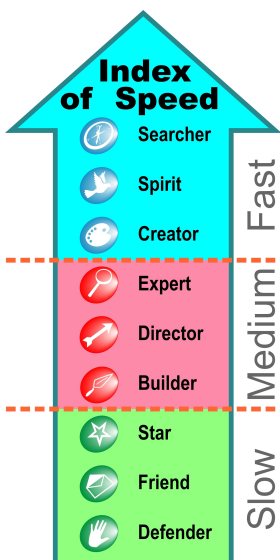 Index
of Speed
Searcher
Spirit
Creator
Fast
Expert
Director
Builder
Medium
Star
Friend
Defender
Slow